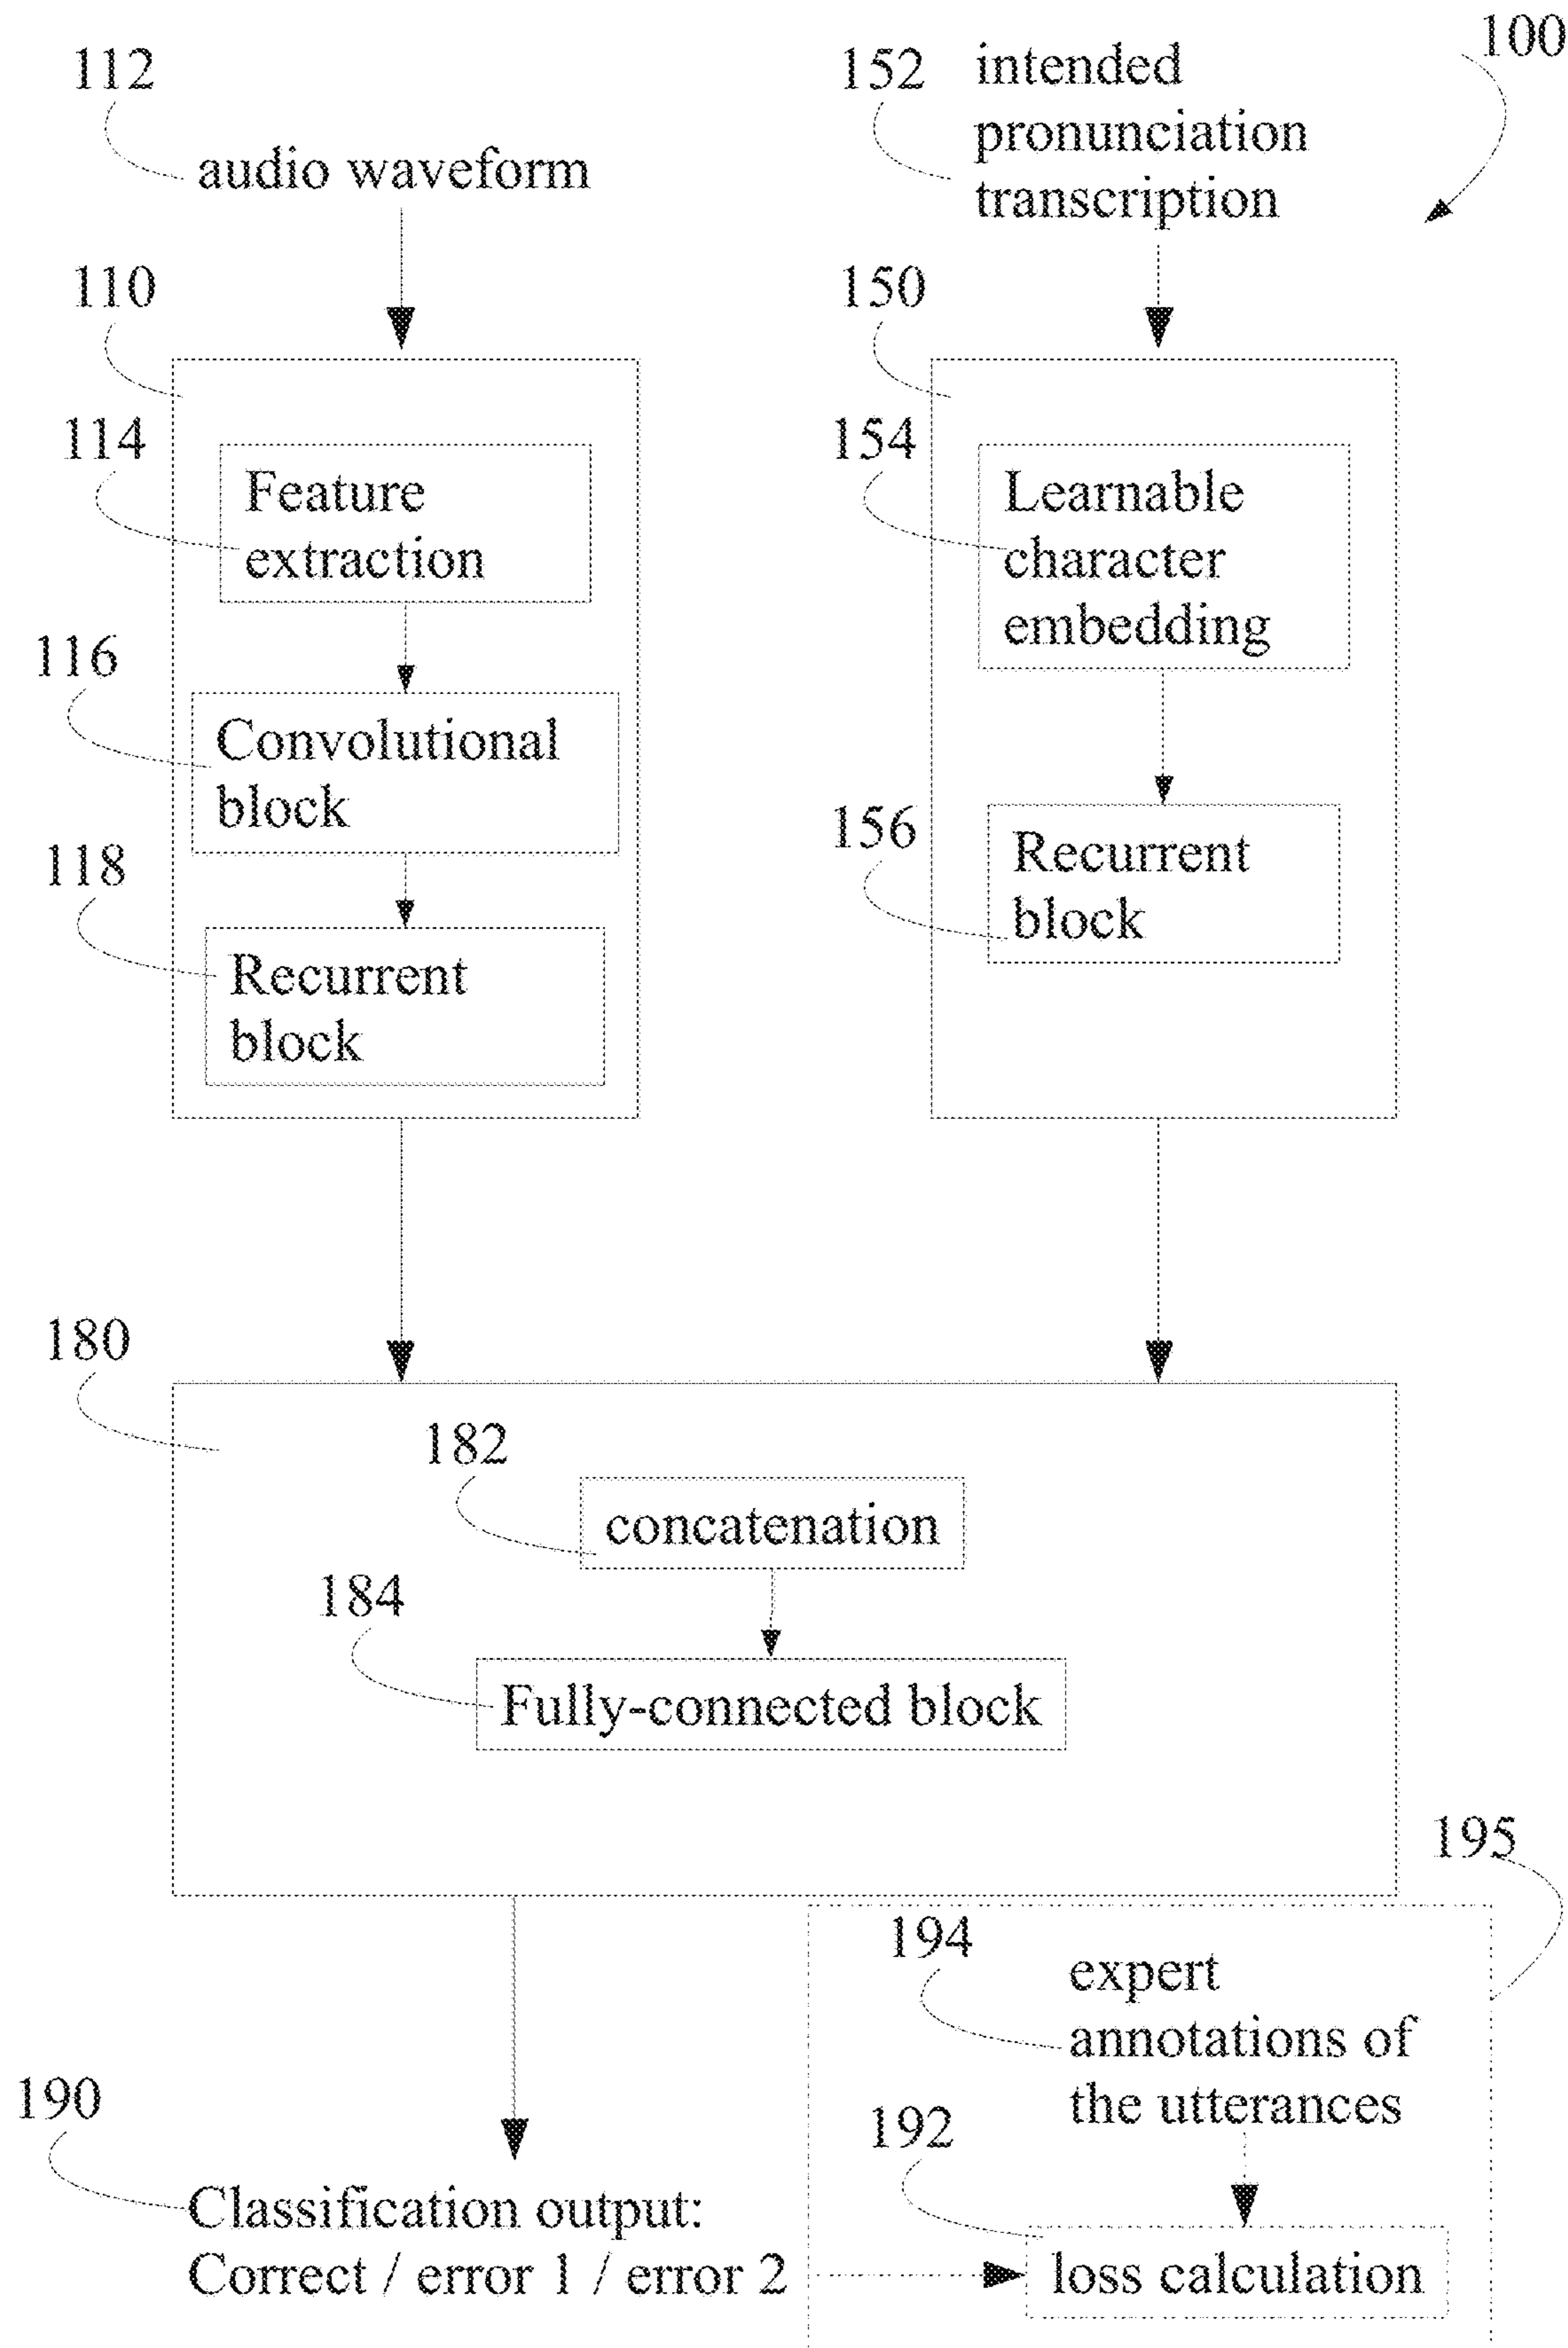 100
112
audio waveform
152
intended
pronunciation
transcription
110
114
Feature
extraction
116
Convolutional
block
118
Recurrent
block
150
154
Learnable
character
embedding
156
Recurrent
block
180
182
concatenation
184
Fully-connected block
195
194
expert
annotations of
the utterances
190
Classification output:
Correct / error 1 / error 2
192
loss calculation